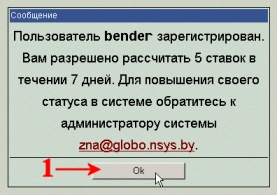 Сообщение
Пользователь bender зарегистрирован.
Вам разрешено рассчитать 5 ставок в
течении 7 дней. Для повышения своего
статуса в системе обратитесь к
администратору системы
zna@globo.nsys.by.
1 Ok